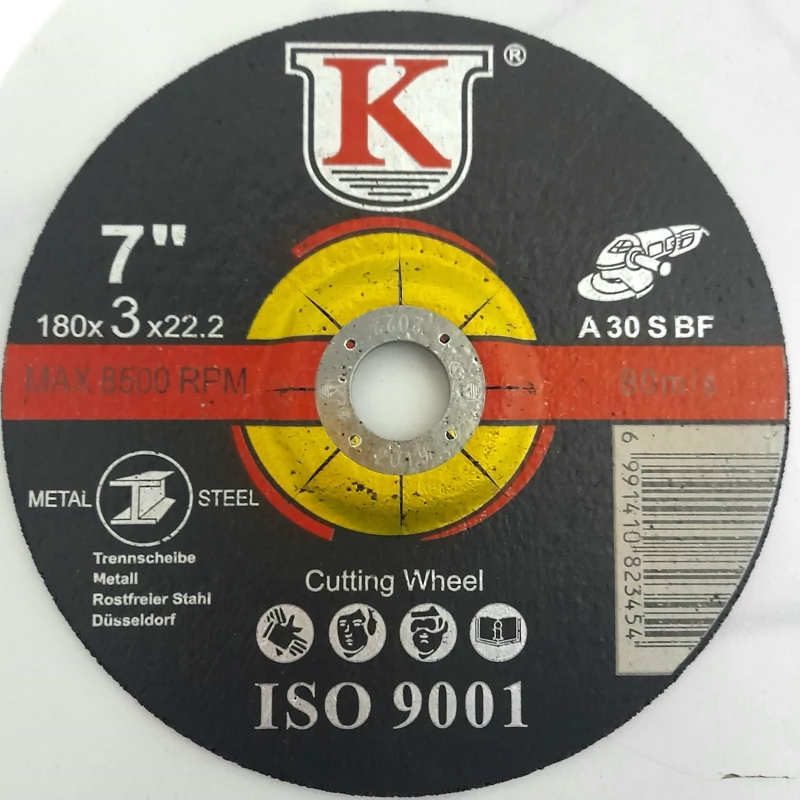 K ®
7"
180x 3 x22.2
A 30 S BF
MAX 8500 RPM
80m/s
2022
METAL STEEL
Trennscheibe
Metall
Rostfreier Stahl
Düsseldorf
6 991410 823454
Cutting Wheel
ISO 9001